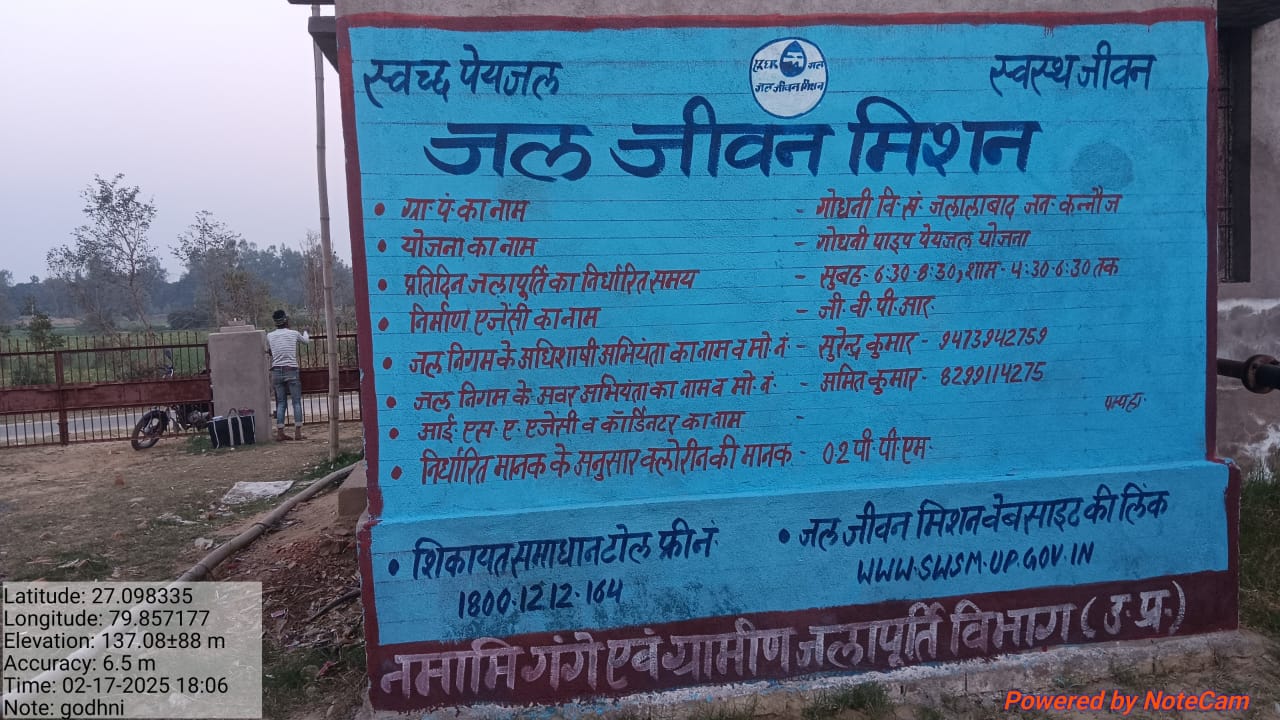 स्वच्छ पेयजल
हर घर जल
जल जीवन मिशन
स्वस्थ जीवन
जल जीवन मिशन
• ग्रा. पं. का नाम - गोधनी वि. सं. जलालाबाद जन. कन्नौज
• योजना का नाम - गोधनी पाइप पेयजल योजना
• प्रतिदिन जलापूर्ति का निर्धारित समय - सुबह- 6:30-8:30, शाम- 4:30-6:30 तक
• निर्माण एजेंसी का नाम - जी. वी. पी. आर.
• जल निगम के अधिशाषी अभियंता का नाम व मो. नं. - सुरेन्द्र कुमार - 9473942759
• जल निगम के अवर अभियंता का नाम व मो. नं. - अमित कुमार - 8299114275
• आई. एस. ए. एजेंसी व कॉर्डिनेटर का नाम -
• निर्धारित मानक के अनुसार क्लोरीन की मानक - 0.2 पी. पी. एम.
• शिकायत समाधान टोल फ्री नं.
1800.12.12.164
• जल जीवन मिशन वेबसाइट की लिंक
WWW.SWSM.UP.GOV.IN
नमामि गंगे एवं ग्रामीण जलापूर्ति विभाग (उ. प्र.)
Latitude: 27.098335
Longitude: 79.857177
Elevation: 137.08±88 m
Accuracy: 6.5 m
Time: 02-17-2025 18:06
Note: godhni
Powered by NoteCam